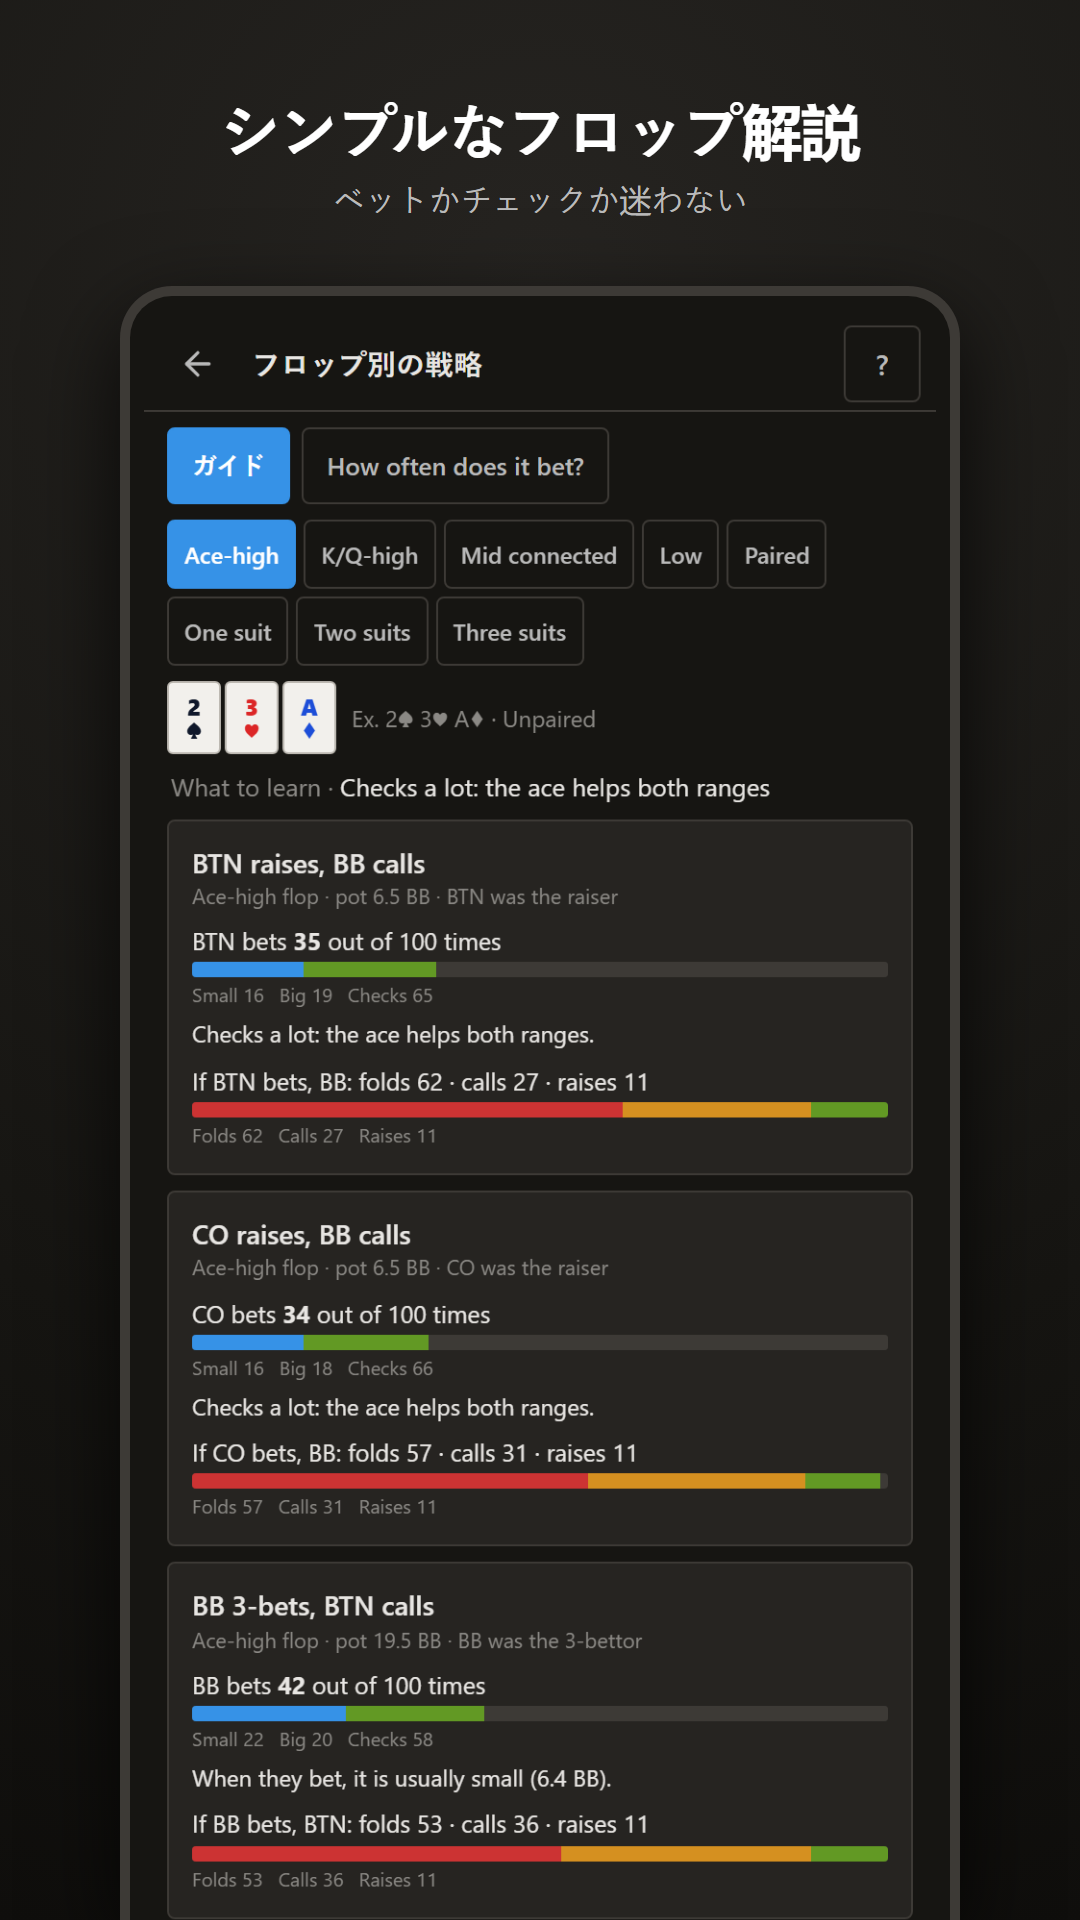 シンプルなフロップ解説
ベットかチェックか迷わない
フロップ別の戦略
?
ガイド
How often does it bet?
Ace-high
K/Q-high
Mid connected
Low
Paired
One suit
Two suits
Three suits
2♠ 3♥ A♦
Ex. 2♠ 3♥ A♦ · Unpaired
What to learn · Checks a lot: the ace helps both ranges
BTN raises, BB calls
Ace-high flop · pot 6.5 BB · BTN was the raiser
BTN bets 35 out of 100 times
Small 16 Big 19 Checks 65
Checks a lot: the ace helps both ranges.
If BTN bets, BB: folds 62 · calls 27 · raises 11
Folds 62 Calls 27 Raises 11
CO raises, BB calls
Ace-high flop · pot 6.5 BB · CO was the raiser
CO bets 34 out of 100 times
Small 16 Big 18 Checks 66
Checks a lot: the ace helps both ranges.
If CO bets, BB: folds 57 · calls 31 · raises 11
Folds 57 Calls 31 Raises 11
BB 3-bets, BTN calls
Ace-high flop · pot 19.5 BB · BB was the 3-bettor
BB bets 42 out of 100 times
Small 22 Big 20 Checks 58
When they bet, it is usually small (6.4 BB).
If BB bets, BTN: folds 53 · calls 36 · raises 11
Folds 53 Calls 36 Raises 11